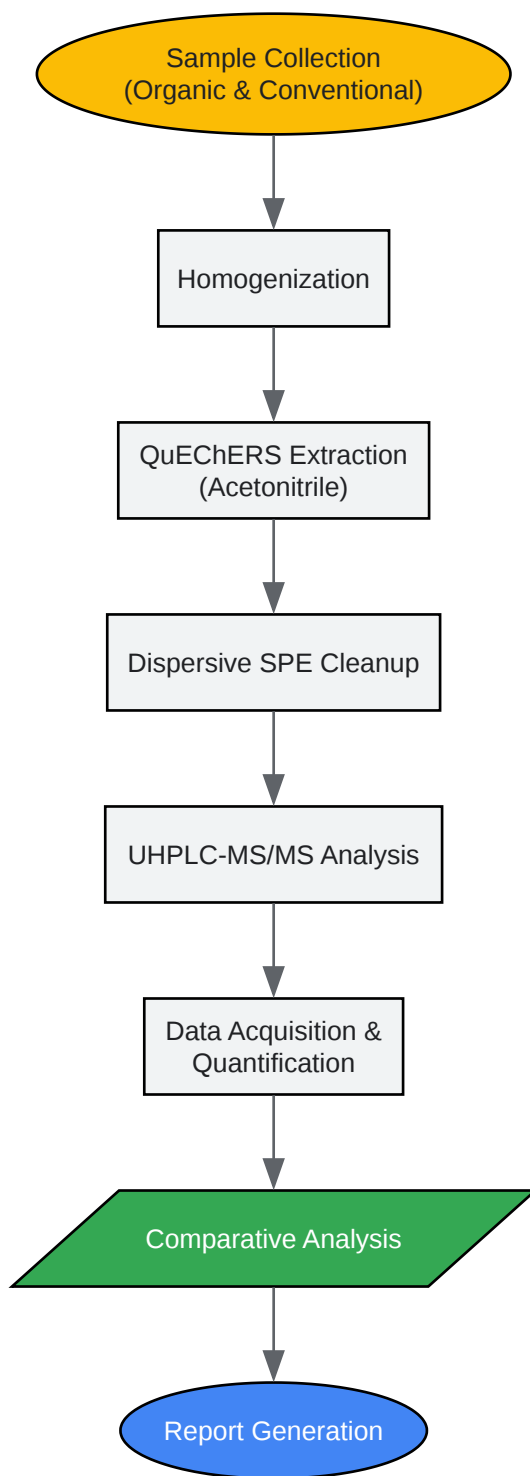 Sample Collection
(Organic & Conventional)
Homogenization
QuEChERS Extraction
(Acetonitrile)
Dispersive SPE Cleanup
UHPLC-MS/MS Analysis
Data Acquisition &
Quantification
Comparative Analysis
Report Generation